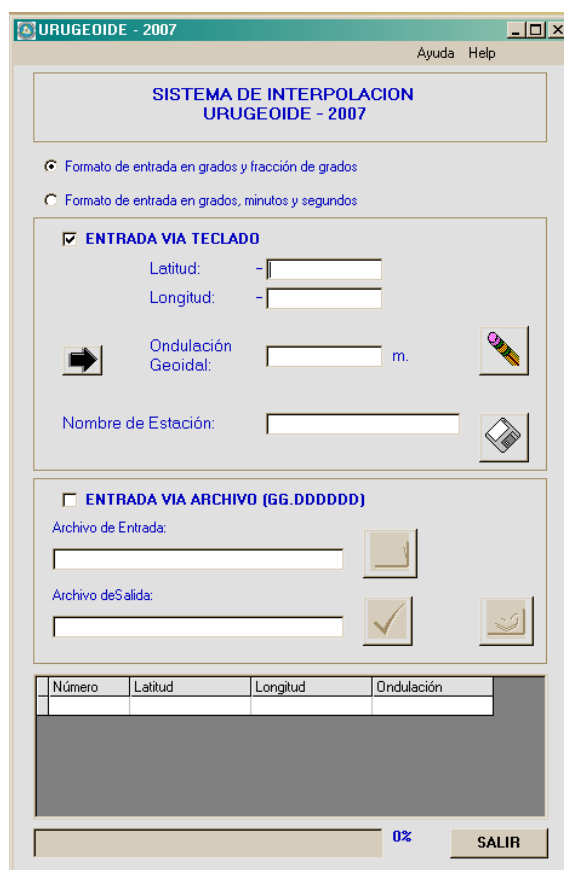 URUGEOIDE - 2007
Ayuda Help
SISTEMA DE INTERPOLACION
URUGEOIDE - 2007
Formato de entrada en grados y fracción de grados
Formato de entrada en grados, minutos y segundos
ENTRADA VIA TECLADO
Latitud: -
Longitud: -
Ondulación
Geoidal: m.
Nombre de Estación:
ENTRADA VIA ARCHIVO (GG.DDDDDD)
Archivo de Entrada:
Archivo deSalida:
Número Latitud Longitud Ondulación
0% SALIR